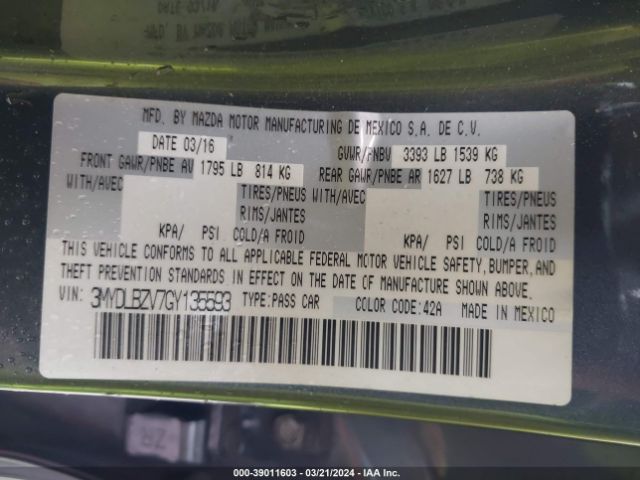 MFD. BY MAZDA MOTOR MANUFACTURING DE MEXICO S.A. DE C.V.
DATE 03/16 GVWR/PNBV 3393 LB 1539 KG
FRONT GAWR/PNBE AV 1795 LB 814 KG REAR GAWR/PNBE AR 1627 LB 738 KG
WITH/AVEC TIRES/PNEUS WITH/AVEC TIRES/PNEUS
RIMS/JANTES RIMS/JANTES
KPA/ PSI COLD/A FROID KPA/ PSI COLD/A FROID
THIS VEHICLE CONFORMS TO ALL APPLICABLE FEDERAL MOTOR VEHICLE SAFETY, BUMPER, AND
THEFT PREVENTION STANDARDS IN EFFECT ON THE DATE OF MANUFACTURE SHOWN ABOVE.
VIN: 3MYDLBZV7GY135593 TYPE:PASS CAR COLOR CODE:42A MADE IN MEXICO
000-39011603 - 03/21/2024 - IAA Inc.